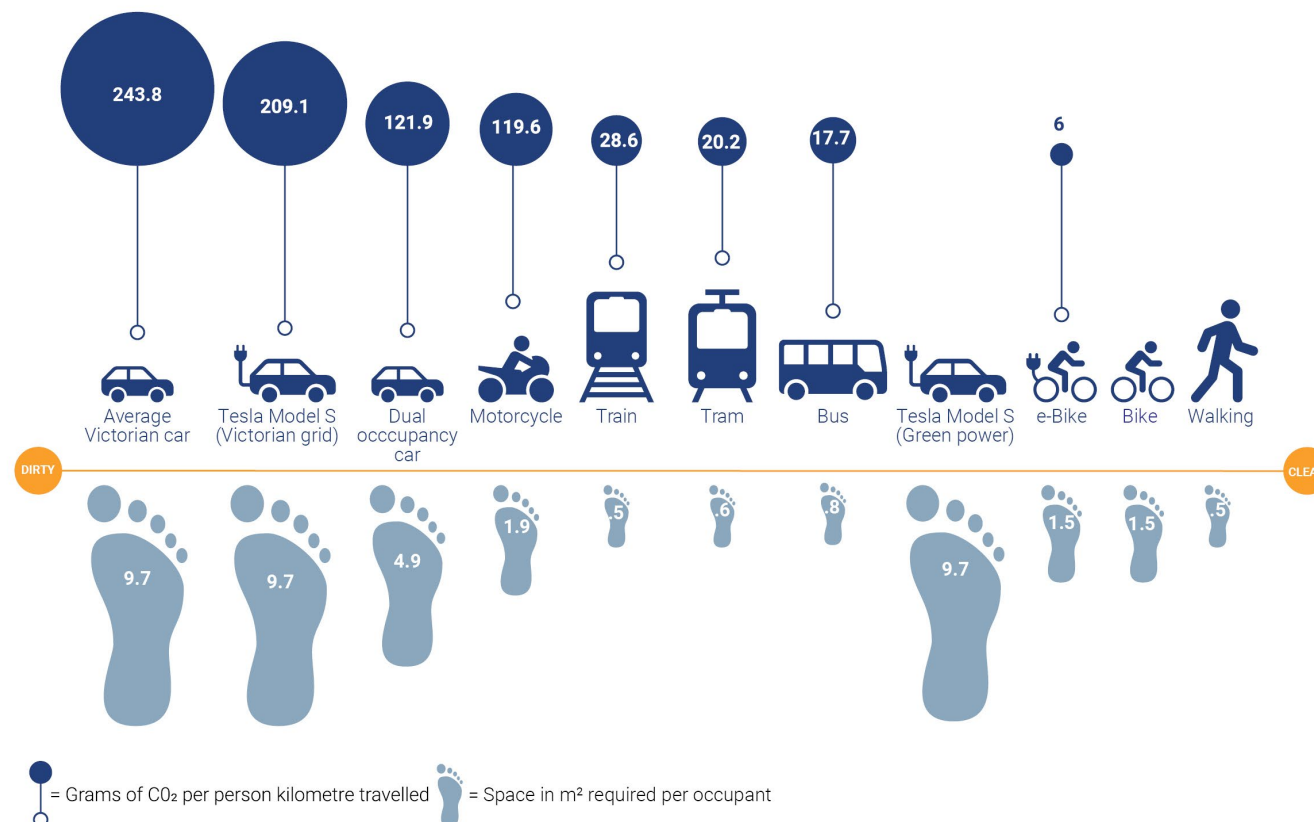 243.8
209.1
121.9
119.6
28.6
20.2
17.7
6
Average
Victorian car
Tesla Model S
(Victorian grid)
Dual
occcupancy
car
Motorcycle
Train
Tram
Bus
Tesla Model S
(Green power)
e-Bike
Bike
Walking
DIRTY
CLEA
9.7
9.7
4.9
1.9
.5
.6
.8
9.7
1.5
1.5
.5
= Grams of C0₂ per person kilometre travelled
= Space in m² required per occupant